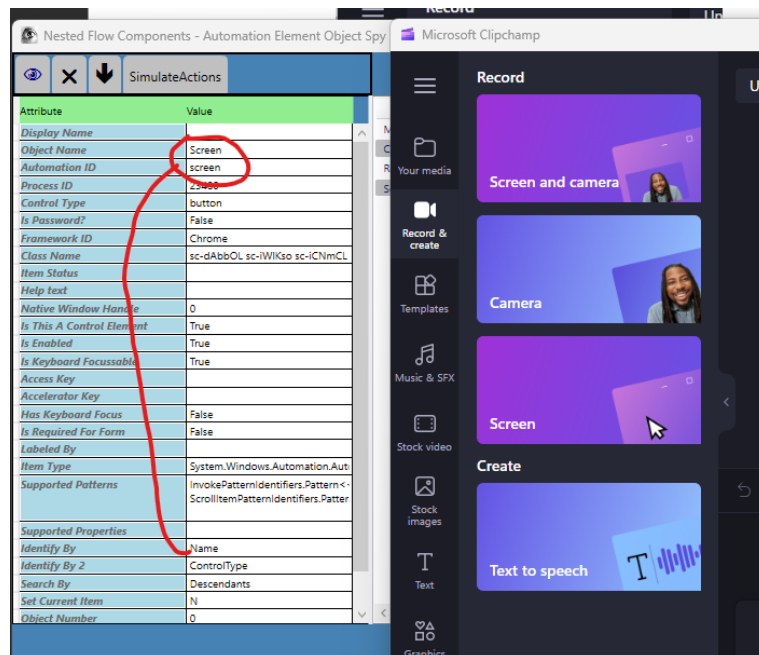 Record
Un
Nested Flow Components - Automation Element Object Spy
SimulateActions
Attribute Value
Display Name
Object Name Screen
Automation ID screen
Process ID
Control Type button
Is Password? False
Framework ID Chrome
Class Name sc-dAbbOL sc-iWlKso sc-iCNmCL
Item Status
Help text
Native Window Handle 0
Is This A Control Element True
Is Enabled True
Is Keyboard Focussable True
Access Key
Accelerator Key
Has Keyboard Focus False
Is Required For Form False
Labeled By
Item Type System.Windows.Automation.Aut
Supported Patterns InvokePatternIdentifiers.Pattern<-
ScrollItemPatternIdentifiers.Patter
Supported Properties
Identify By Name
Identify By 2 ControlType
Search By Descendants
Set Current Item N
Object Number 0
M
C
R
S
Microsoft Clipchamp
Your media
Record &
create
Templates
Music & SFX
Stock video
Stock
images
Text
Graphics
Record
U
Screen and camera
Camera
Screen
Create
Text to speech
T